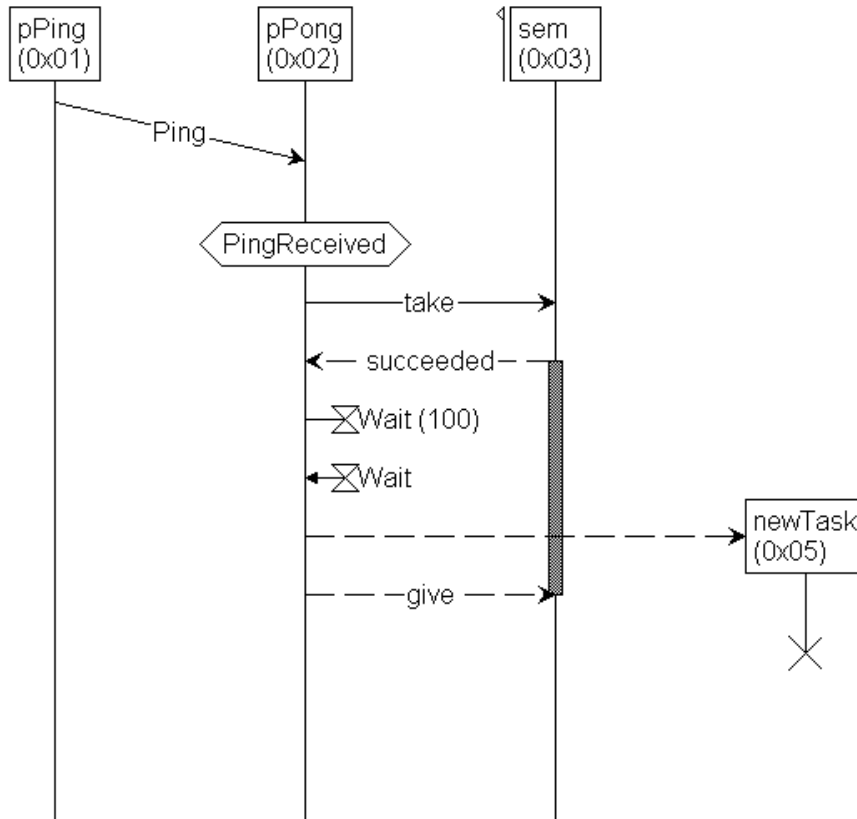 pPing
(0x01)
pPong
(0x02)
sem
(0x03)
Ping
PingReceived
take
succeeded
Wait (100)
Wait
newTask
(0x05)
give